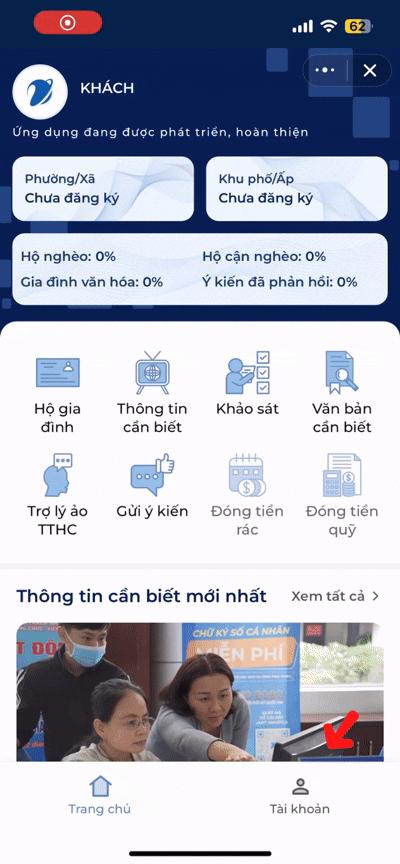 62
KHÁCH
Ứng dụng đang được phát triển, hoàn thiện
Phường/Xã
Chưa đăng ký
Khu phố/Ấp
Chưa đăng ký
Hộ nghèo: 0%
Hộ cận nghèo: 0%
Gia đình văn hóa: 0%
Ý kiến đã phản hồi: 0%
Hộ gia
đình
Thông tin
cần biết
Khảo sát
Văn bản
cần biết
Trợ lý ảo
TTHC
Gửi ý kiến
Đóng tiền
rác
Đóng tiền
quỹ
Thông tin cần biết mới nhất
Xem tất cả
CHỮ KÝ SỐ CÁ NHÂN
MIỄN PHÍ
Trang chủ
Tài khoản